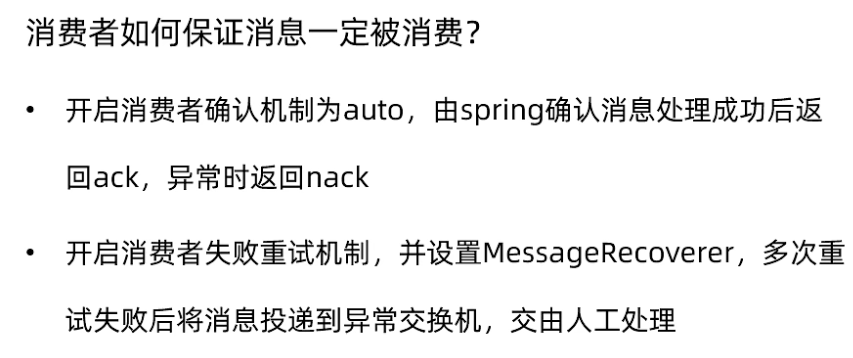 消费者如何保证消息一定被消费？
• 开启消费者确认机制为auto，由spring确认消息处理成功后返
回ack，异常时返回nack
• 开启消费者失败重试机制，并设置MessageRecoverer，多次重
试失败后将消息投递到异常交换机，交由人工处理